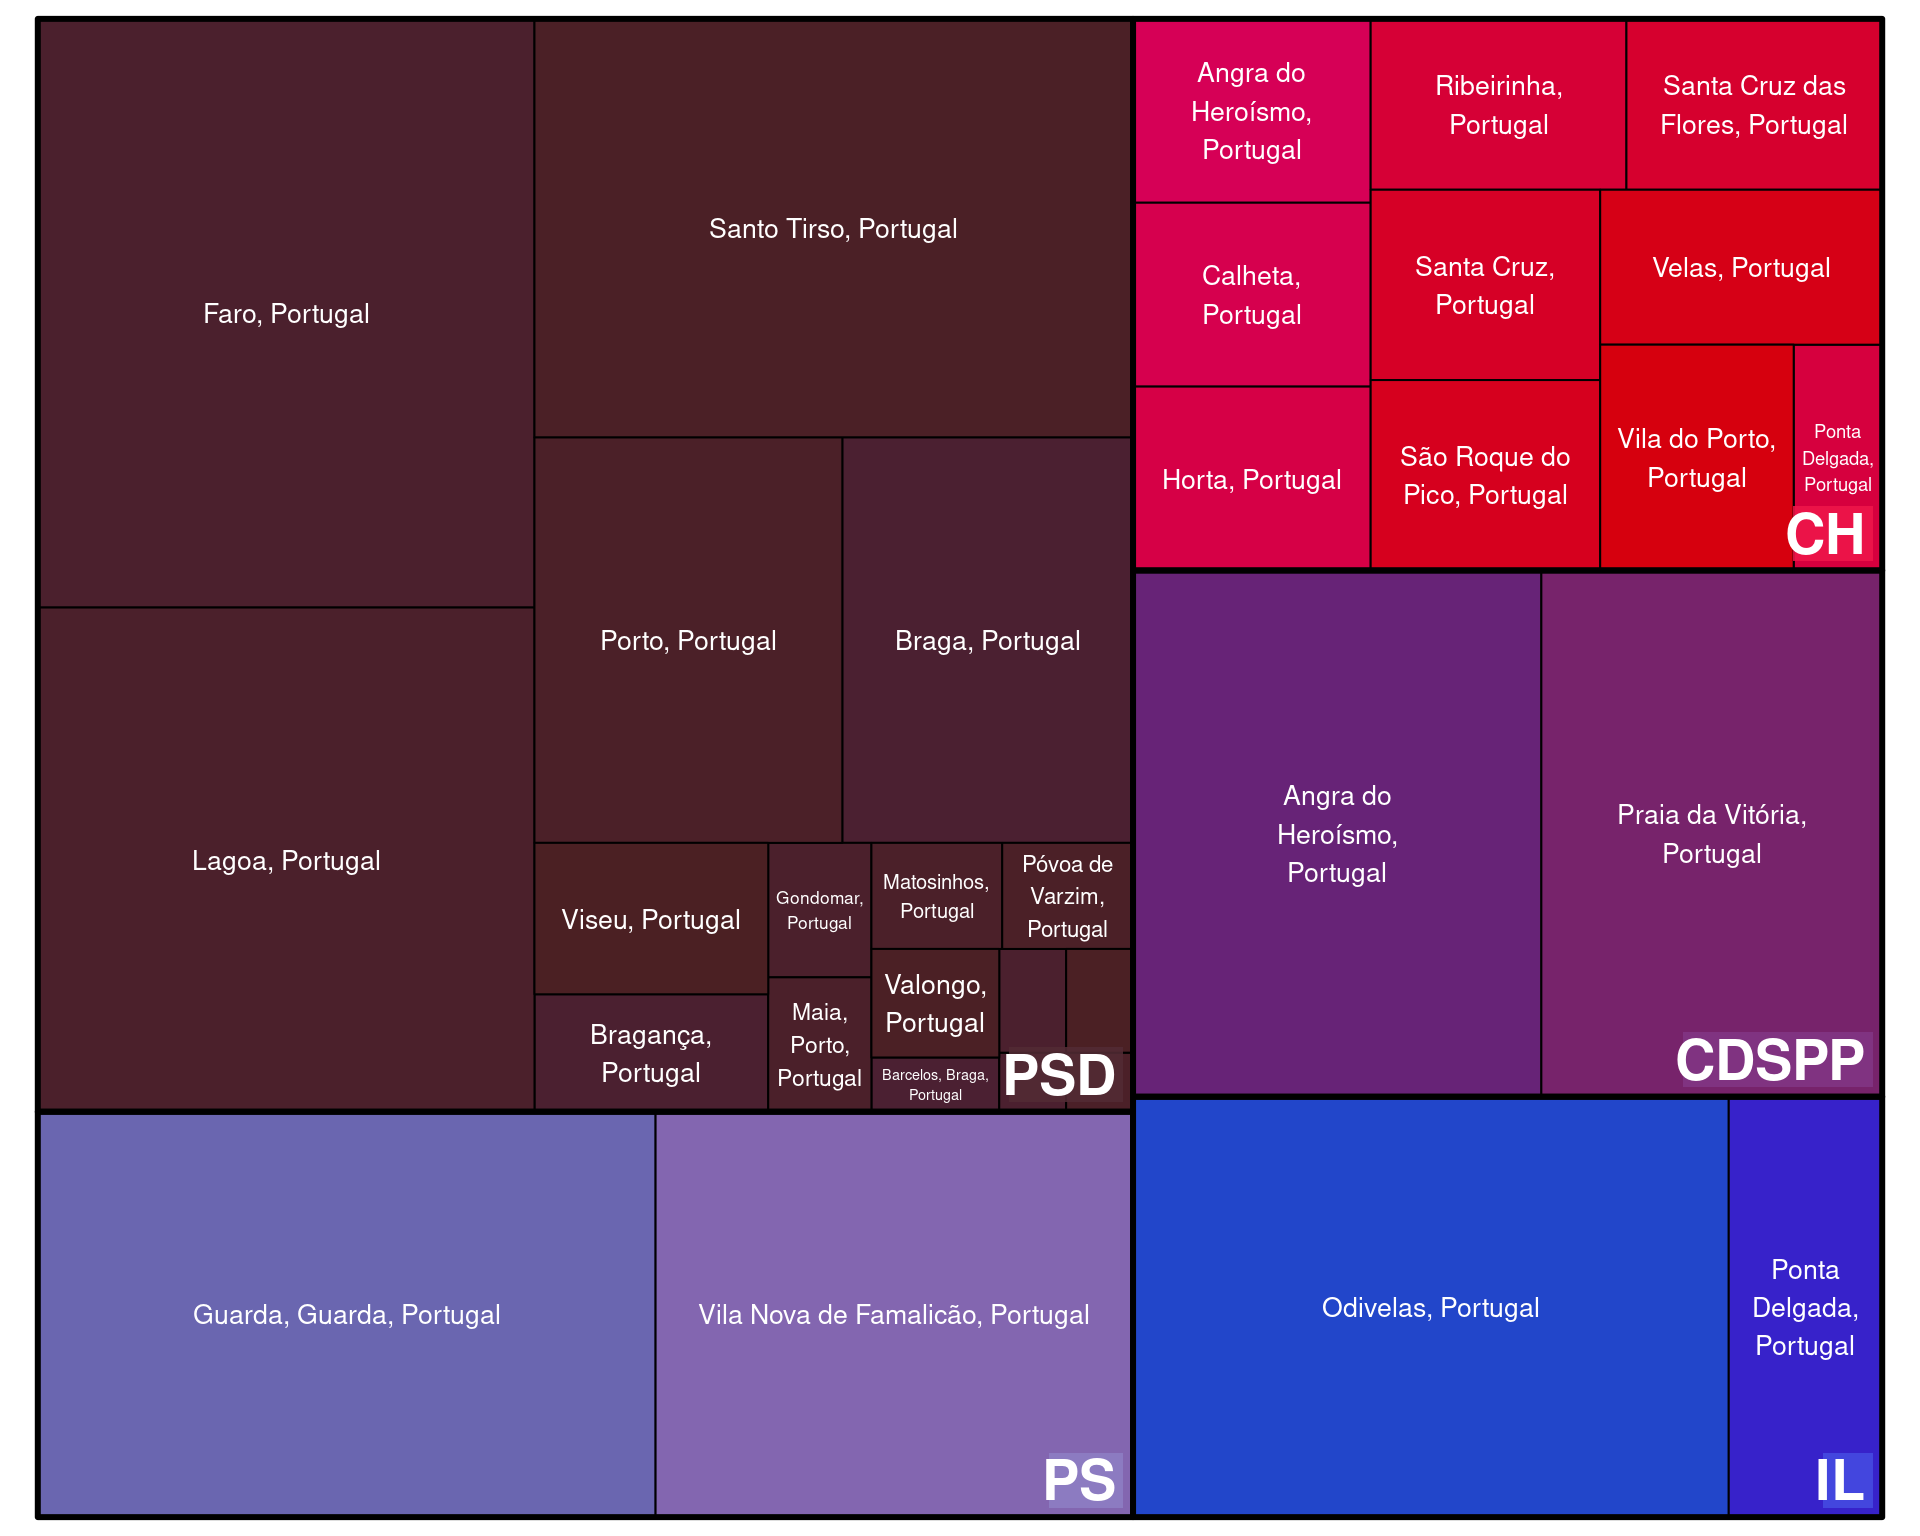 Faro, Portugal
Lagoa, Portugal
Santo Tirso, Portugal
Porto, Portugal
Braga, Portugal
Viseu, Portugal
Bragança,
Portugal
Gondomar,
Portugal
Maia,
Porto,
Portugal
Matosinhos,
Portugal
Póvoa de
Varzim,
Portugal
Valongo,
Portugal
Barcelos, Braga,
Portugal
PSD
Guarda, Guarda, Portugal
Vila Nova de Famalicão, Portugal
PS
Angra do
Heroísmo,
Portugal
Calheta,
Portugal
Horta, Portugal
Ribeirinha,
Portugal
Santa Cruz das
Flores, Portugal
Santa Cruz,
Portugal
São Roque do
Pico, Portugal
Velas, Portugal
Vila do Porto,
Portugal
Ponta
Delgada,
Portugal
CH
Angra do
Heroísmo,
Portugal
Praia da Vitória,
Portugal
CDSPP
Odivelas, Portugal
Ponta
Delgada,
Portugal
IL